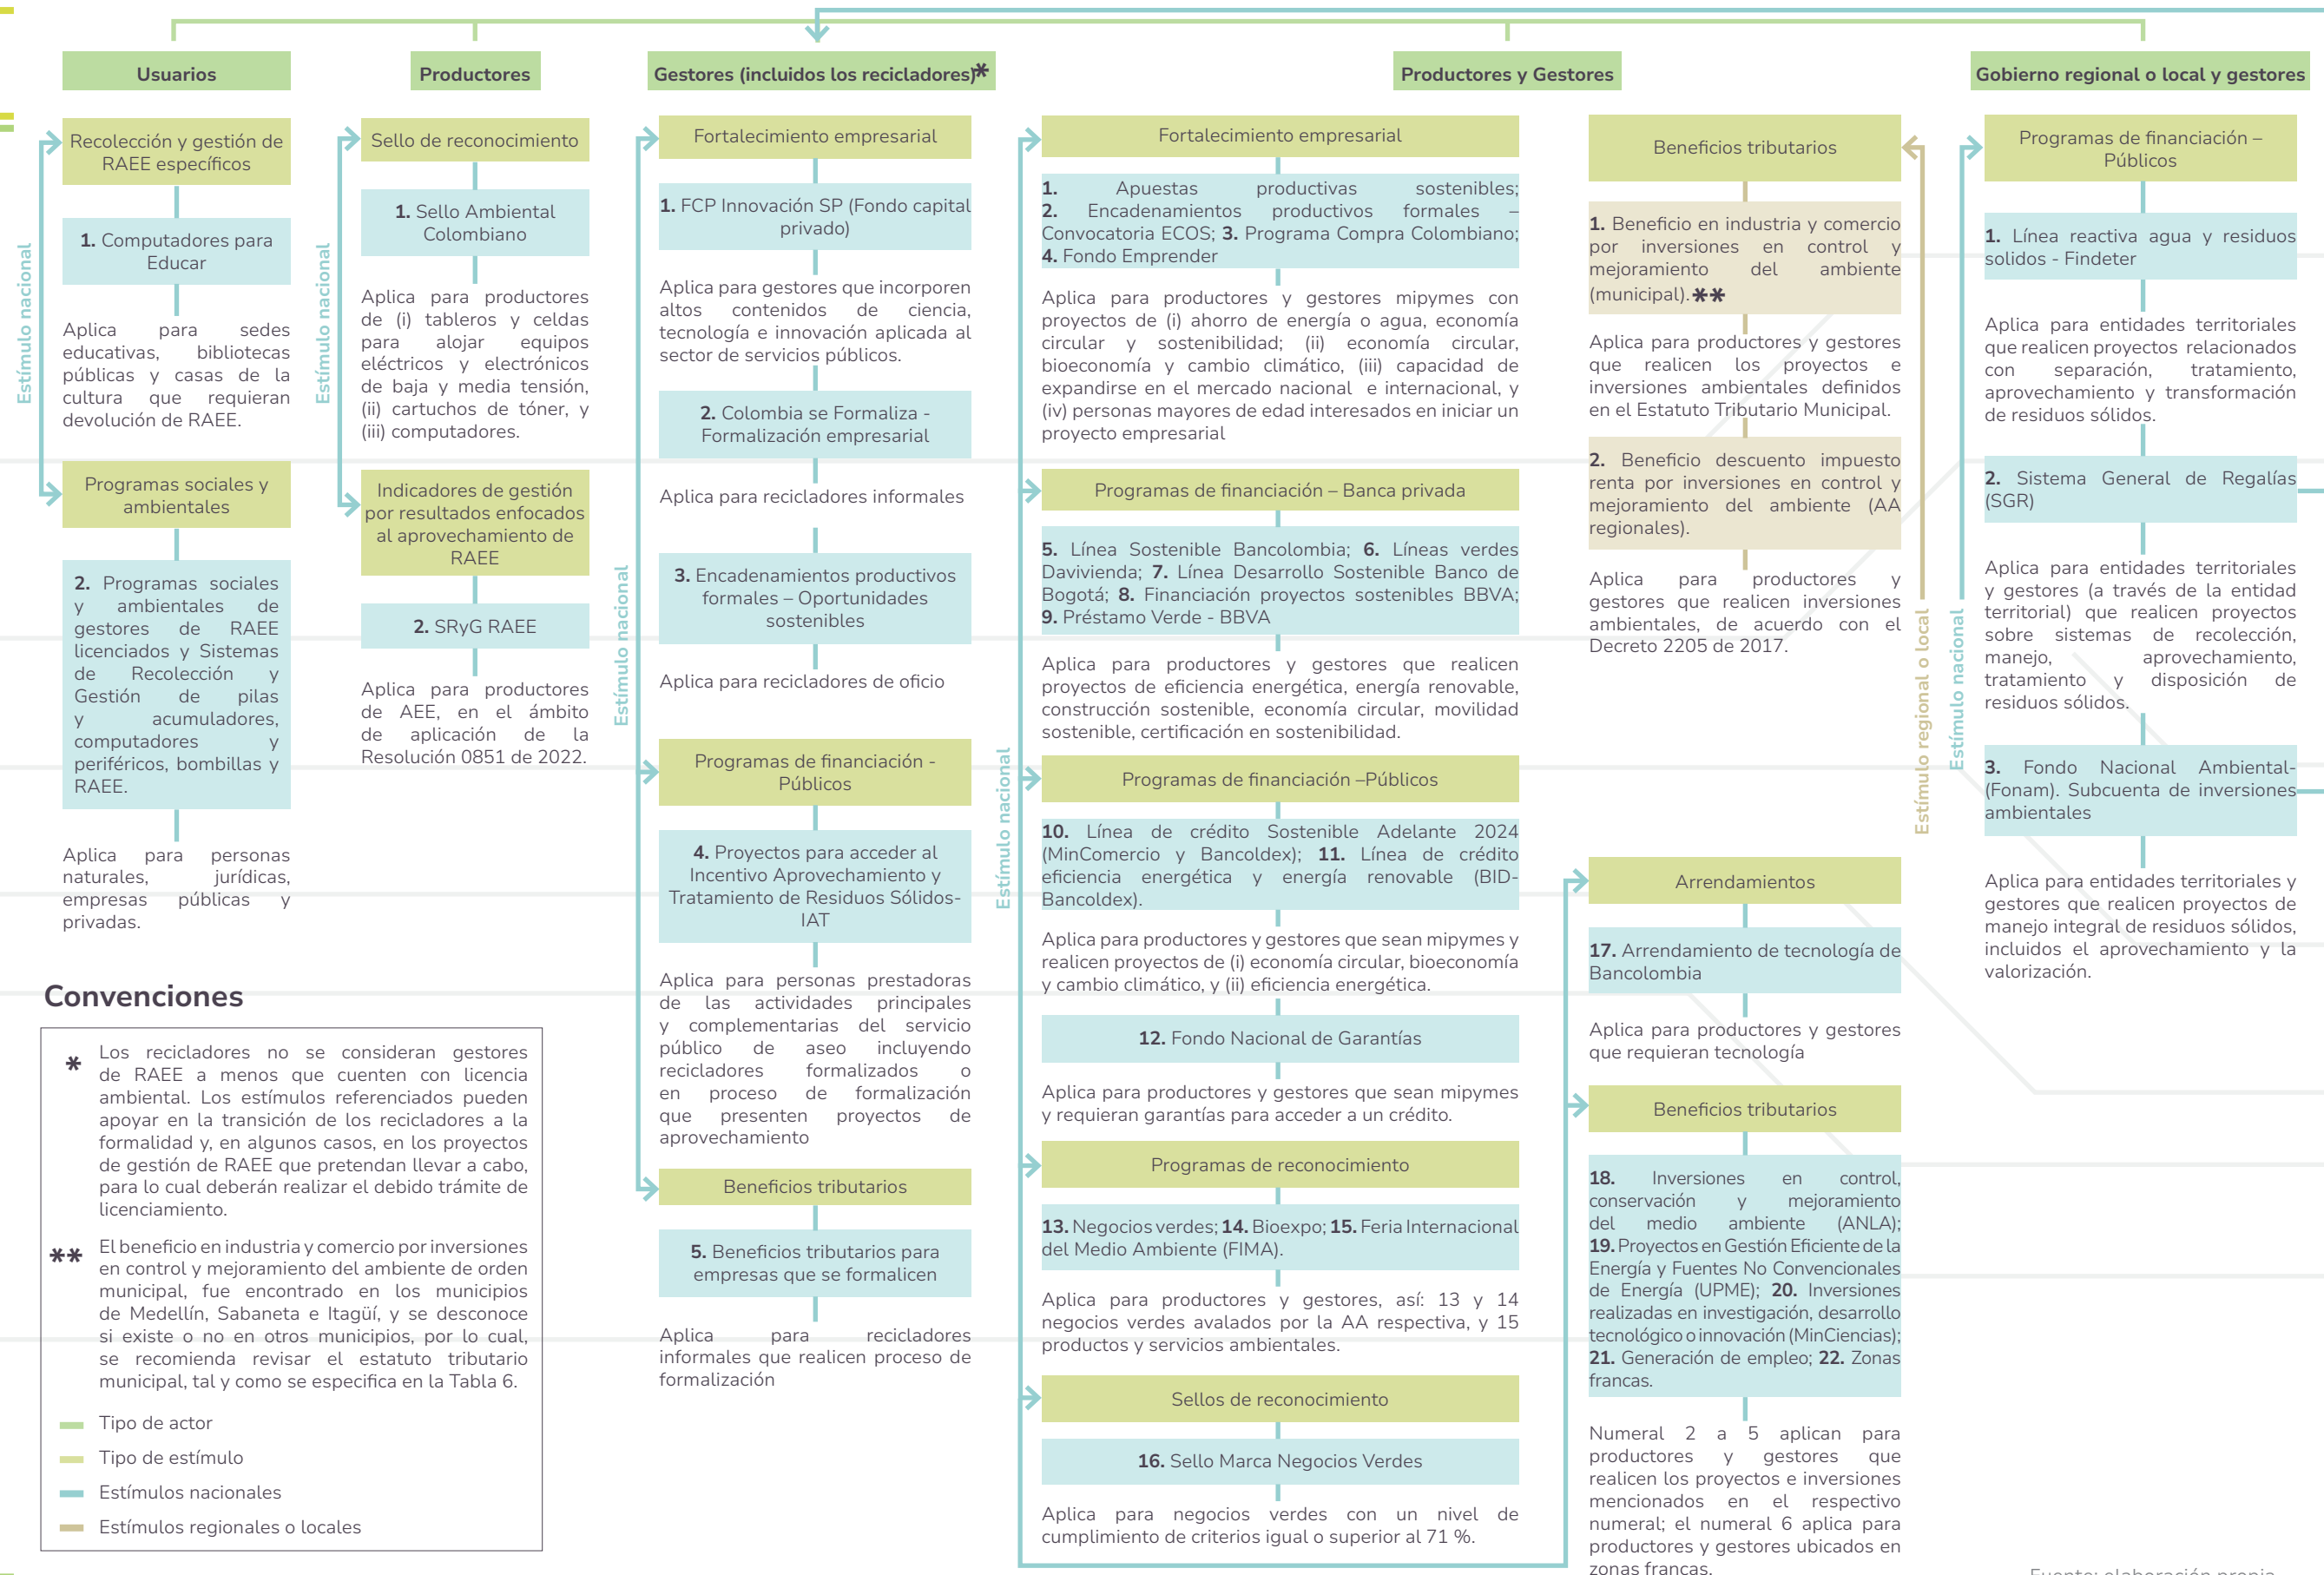 Usuarios
Estímulo nacional
Recolección y gestión de
RAEE específicos
1. Computadores para
Educar
Aplica para sedes
educativas, bibliotecas
públicas y casas de la
cultura que requieran
devolución de RAEE.
Programas sociales y
ambientales
2. Programas sociales
y ambientales de
gestores de RAEE
licenciados y Sistemas
de Recolección y
Gestión de pilas
y acumuladores,
computadores y
periféricos, bombillas y
RAEE.
Aplica para personas
naturales, jurídicas,
empresas públicas y
privadas.
Productores
Estímulo nacional
Sello de reconocimiento
1. Sello Ambiental
Colombiano
Aplica para productores
de (i) tableros y celdas
para alojar equipos
eléctricos y electrónicos
de baja y media tensión,
(ii) cartuchos de tóner, y
(iii) computadores.
Indicadores de gestión
por resultados enfocados
al aprovechamiento de
RAEE
2. SRyG RAEE
Aplica para productores
de AEE, en el ámbito
de aplicación de la
Resolución 0851 de 2022.
Gestores (incluidos los recicladores)*
Estímulo nacional
Fortalecimiento empresarial
1. FCP Innovación SP (Fondo capital
privado)
Aplica para gestores que incorporen
altos contenidos de ciencia,
tecnología e innovación aplicada al
sector de servicios públicos.
2. Colombia se Formaliza -
Formalización empresarial
Aplica para recicladores informales
3. Encadenamientos productivos
formales – Oportunidades
sostenibles
Aplica para recicladores de oficio
Programas de financiación -
Públicos
4. Proyectos para acceder al
Incentivo Aprovechamiento y
Tratamiento de Residuos Sólidos-
IAT
Aplica para personas prestadoras
de las actividades principales
y complementarias del servicio
público de aseo incluyendo
recicladores formalizados o
en proceso de formalización
que presenten proyectos de
aprovechamiento
Beneficios tributarios
5. Beneficios tributarios para
empresas que se formalicen
Aplica para recicladores
informales que realicen proceso de
formalización
Productores y Gestores
Estímulo nacional
Fortalecimiento empresarial
1. Apuestas productivas sostenibles;
2. Encadenamientos productivos formales –
Convocatoria ECOS; 3. Programa Compra Colombiano;
4. Fondo Emprender
Aplica para productores y gestores mipymes con
proyectos de (i) ahorro de energía o agua, economía
circular y sostenibilidad; (ii) economía circular,
bioeconomía y cambio climático, (iii) capacidad de
expandirse en el mercado nacional e internacional, y
(iv) personas mayores de edad interesados en iniciar un
proyecto empresarial
Programas de financiación – Banca privada
5. Línea Sostenible Bancolombia; 6. Líneas verdes
Davivienda; 7. Línea Desarrollo Sostenible Banco de
Bogotá; 8. Financiación proyectos sostenibles BBVA;
9. Préstamo Verde - BBVA
Aplica para productores y gestores que realicen
proyectos de eficiencia energética, energía renovable,
construcción sostenible, economía circular, movilidad
sostenible, certificación en sostenibilidad.
Programas de financiación –Públicos
10. Línea de crédito Sostenible Adelante 2024
(MinComercio y Bancoldex); 11. Línea de crédito
eficiencia energética y energía renovable (BID-
Bancoldex).
Aplica para productores y gestores que sean mipymes y
realicen proyectos de (i) economía circular, bioeconomía
y cambio climático, y (ii) eficiencia energética.
12. Fondo Nacional de Garantías
Aplica para productores y gestores que sean mipymes
y requieran garantías para acceder a un crédito.
Programas de reconocimiento
13. Negocios verdes; 14. Bioexpo; 15. Feria Internacional
del Medio Ambiente (FIMA).
Aplica para productores y gestores, así: 13 y 14
negocios verdes avalados por la AA respectiva, y 15
productos y servicios ambientales.
Sellos de reconocimiento
16. Sello Marca Negocios Verdes
Aplica para negocios verdes con un nivel de
cumplimiento de criterios igual o superior al 71 %.
Beneficios tributarios
Estímulo regional o local
1. Beneficio en industria y comercio
por inversiones en control y
mejoramiento del ambiente
(municipal).**
Aplica para productores y gestores
que realicen los proyectos e
inversiones ambientales definidos
en el Estatuto Tributario Municipal.
2. Beneficio descuento impuesto
renta por inversiones en control y
mejoramiento del ambiente (AA
regionales).
Aplica para productores y
gestores que realicen inversiones
ambientales, de acuerdo con el
Decreto 2205 de 2017.
Arrendamientos
17. Arrendamiento de tecnología de
Bancolombia
Aplica para productores y gestores
que requieran tecnología
Beneficios tributarios
18. Inversiones en control,
conservación y mejoramiento
del medio ambiente (ANLA);
19. Proyectos en Gestión Eficiente de la
Energía y Fuentes No Convencionales
de Energía (UPME); 20. Inversiones
realizadas en investigación, desarrollo
tecnológico o innovación (MinCiencias);
21. Generación de empleo; 22. Zonas
francas.
Numeral 2 a 5 aplican para
productores y gestores que
realicen los proyectos e inversiones
mencionados en el respectivo
numeral; el numeral 6 aplica para
productores y gestores ubicados en
zonas francas.
Gobierno regional o local y gestores
Estímulo nacional
Programas de financiación –
Públicos
1. Línea reactiva agua y residuos
solidos - Findeter
Aplica para entidades territoriales
que realicen proyectos relacionados
con separación, tratamiento,
aprovechamiento y transformación
de residuos sólidos.
2. Sistema General de Regalías
(SGR)
Aplica para entidades territoriales
y gestores (a través de la entidad
territorial) que realicen proyectos
sobre sistemas de recolección,
manejo, aprovechamiento,
tratamiento y disposición de
residuos sólidos.
3. Fondo Nacional Ambiental-
(Fonam). Subcuenta de inversiones
ambientales
Aplica para entidades territoriales y
gestores que realicen proyectos de
manejo integral de residuos sólidos,
incluidos el aprovechamiento y la
valorización.
Convenciones
* Los recicladores no se consideran gestores
de RAEE a menos que cuenten con licencia
ambiental. Los estímulos referenciados pueden
apoyar en la transición de los recicladores a la
formalidad y, en algunos casos, en los proyectos
de gestión de RAEE que pretendan llevar a cabo,
para lo cual deberán realizar el debido trámite de
licenciamiento.
** El beneficio en industria y comercio por inversiones
en control y mejoramiento del ambiente de orden
municipal, fue encontrado en los municipios
de Medellín, Sabaneta e Itagüí, y se desconoce
si existe o no en otros municipios, por lo cual,
se recomienda revisar el estatuto tributario
municipal, tal y como se especifica en la Tabla 6.
Tipo de actor
Tipo de estímulo
Estímulos nacionales
Estímulos regionales o locales
Fuente: elaboración propia